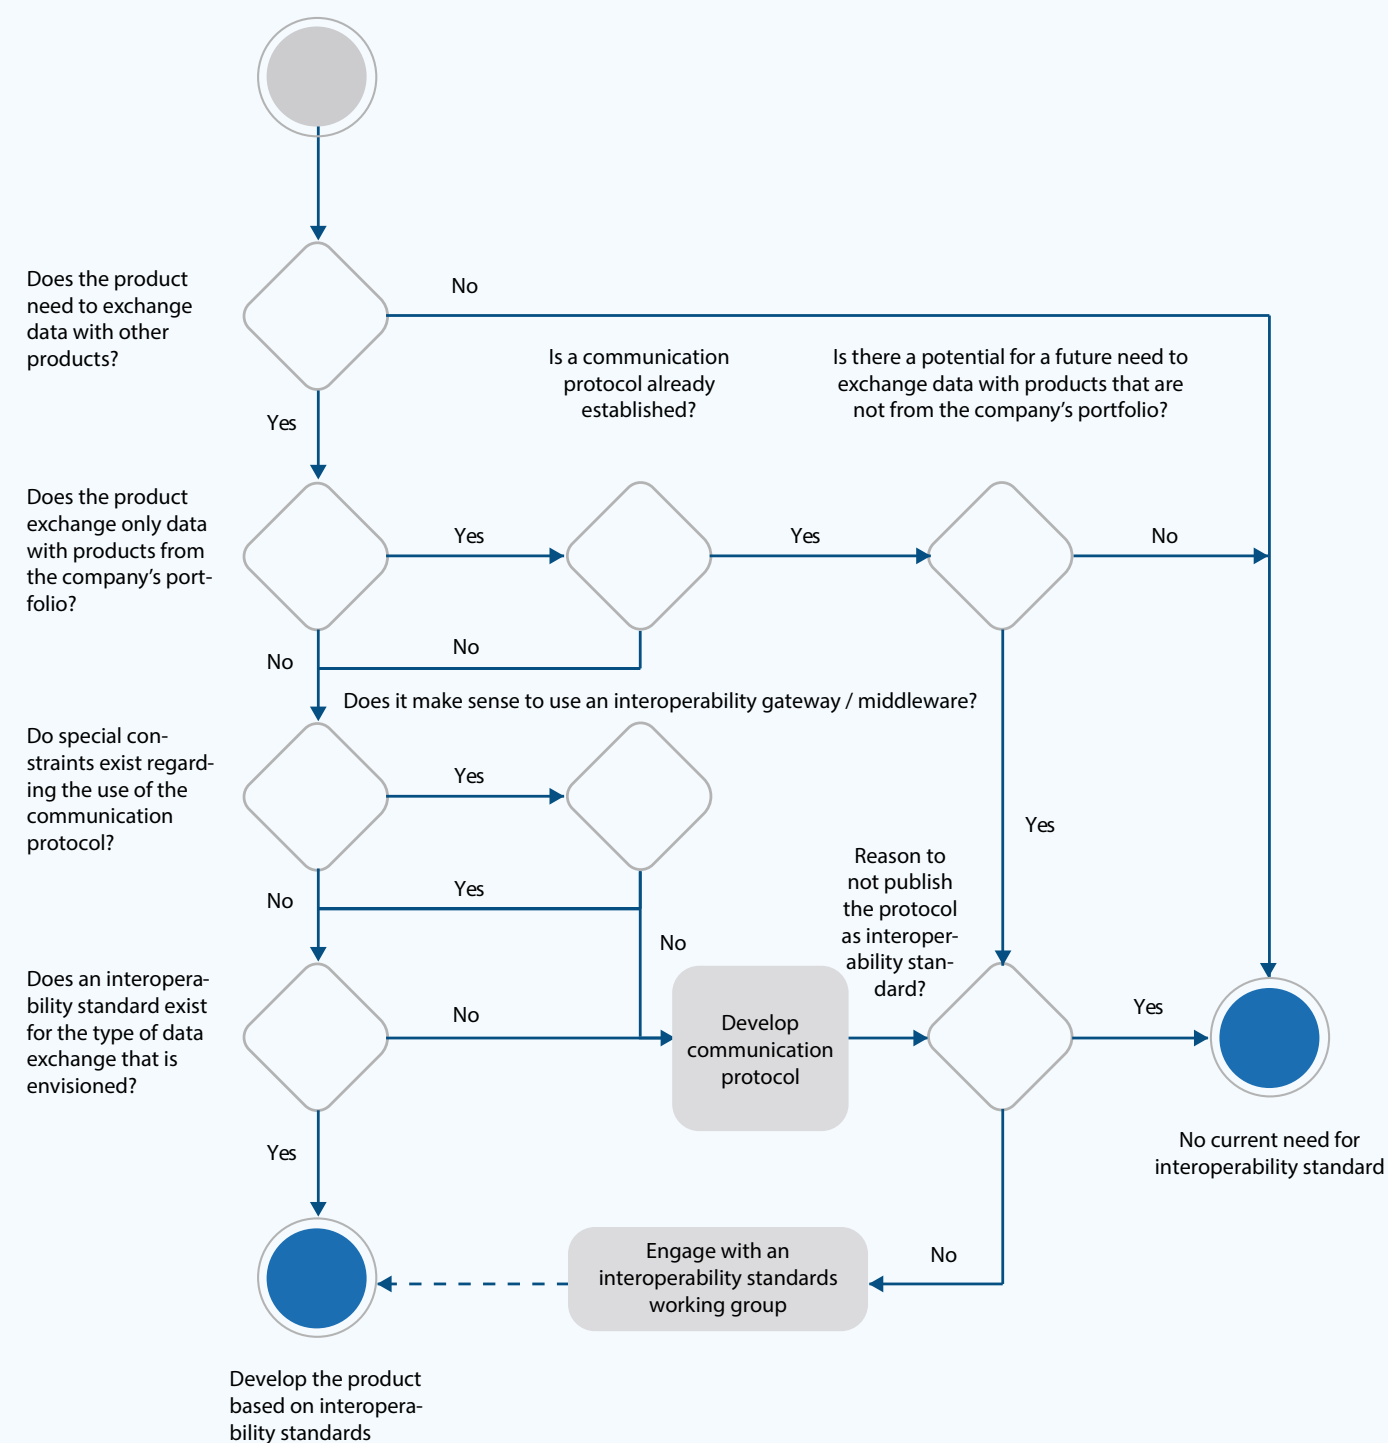 Does the product
need to exchange
data with other
products?
No
Is a communication
protocol already
established?
Is there a potential for a future need to
exchange data with products that are
not from the company’s portfolio?
Yes
Does the product
exchange only data
with products from
the company’s port-
folio?
Yes
Yes
No
No
No
Does it make sense to use an interoperability gateway / middleware?
Do special con-
straints exist regard-
ing the use of the
communication
protocol?
Yes
Yes
Reason to
not publish
the protocol
as interoper-
ability stan-
dard?
No
Yes
No
Does an interopera-
bility standard exist
for the type of data
exchange that is
envisioned?
No
Develop
communication
protocol
Yes
No current need for
interoperability standard
Yes
Engage with an
interoperability standards
working group
No
Develop the product
based on interopera-
bility standards